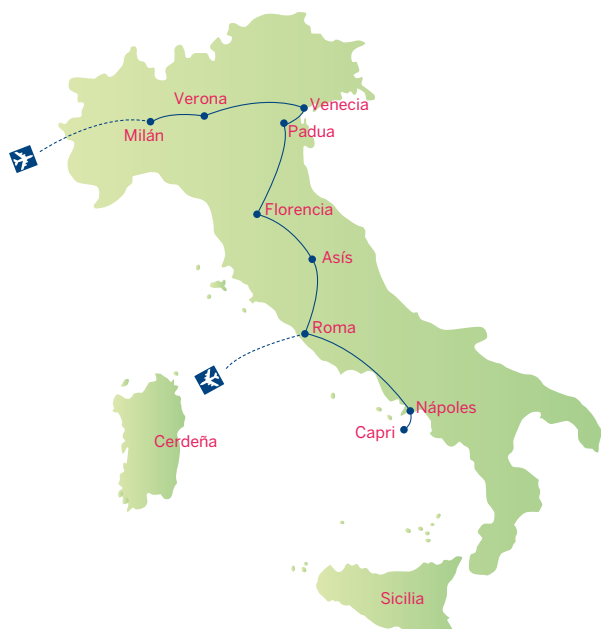 Verona
Venecia
Milán
Padua
Florencia
Asís
Roma
Nápoles
Capri
Cerdeña
Sicilia